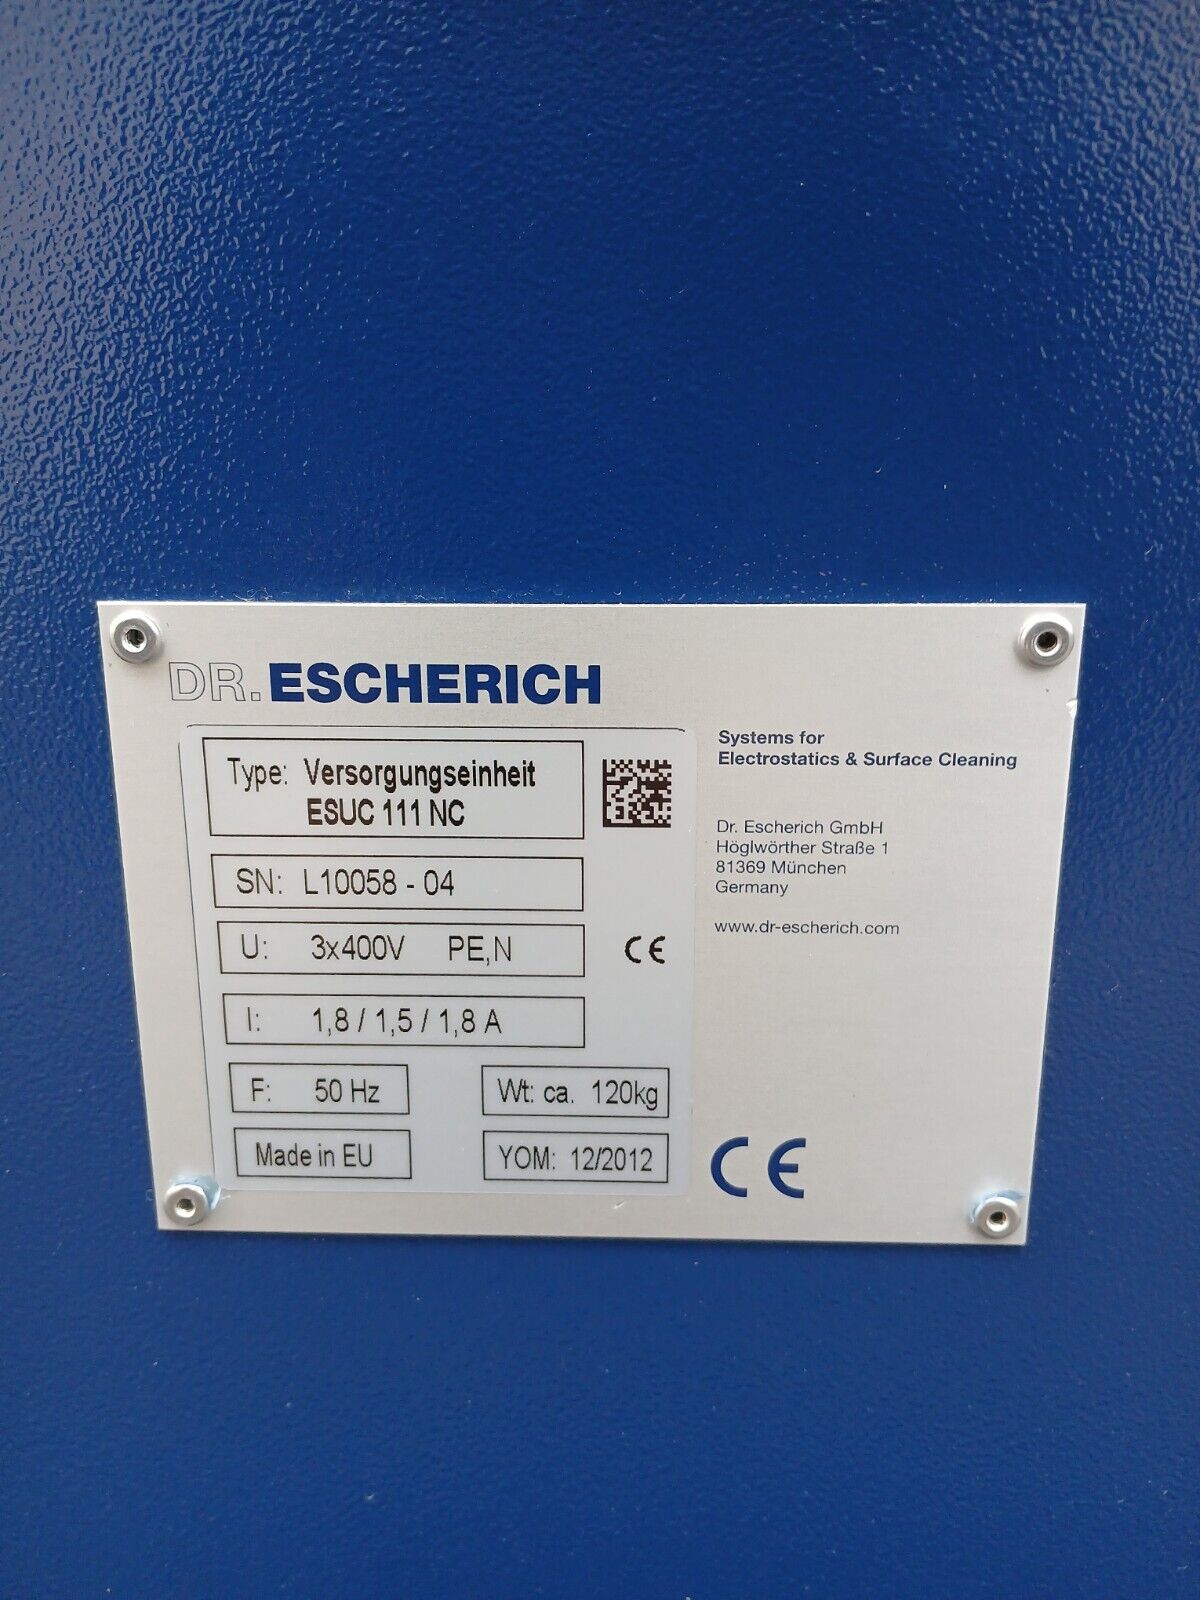 DR. ESCHERICH
Type: Versorgungseinheit
ESUC 111 NC
SN: L10058 - 04
U: 3x400V PE,N
CE
I: 1,8 / 1,5 / 1,8 A
F: 50 Hz
Wt: ca. 120kg
Made in EU
YOM: 12/2012
Systems for
Electrostatics & Surface Cleaning
Dr. Escherich GmbH
Höglwörther Straße 1
81369 München
Germany
www.dr-escherich.com
CE